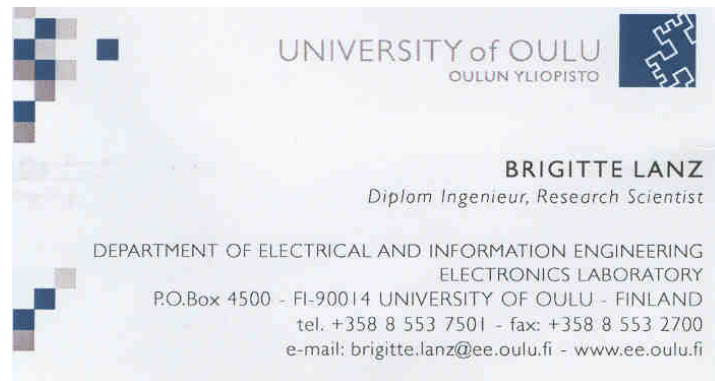 UNIVERSITY of OULU
OULUN YLIOPISTO
BRIGITTE LANZ
Diplom Ingenieur, Research Scientist
DEPARTMENT OF ELECTRICAL AND INFORMATION ENGINEERING
ELECTRONICS LABORATORY
P.O.Box 4500 - FI-90014 UNIVERSITY OF OULU - FINLAND
tel. +358 8 553 7501 - fax: +358 8 553 2700
e-mail: brigitte.lanz@ee.oulu.fi - www.ee.oulu.fi